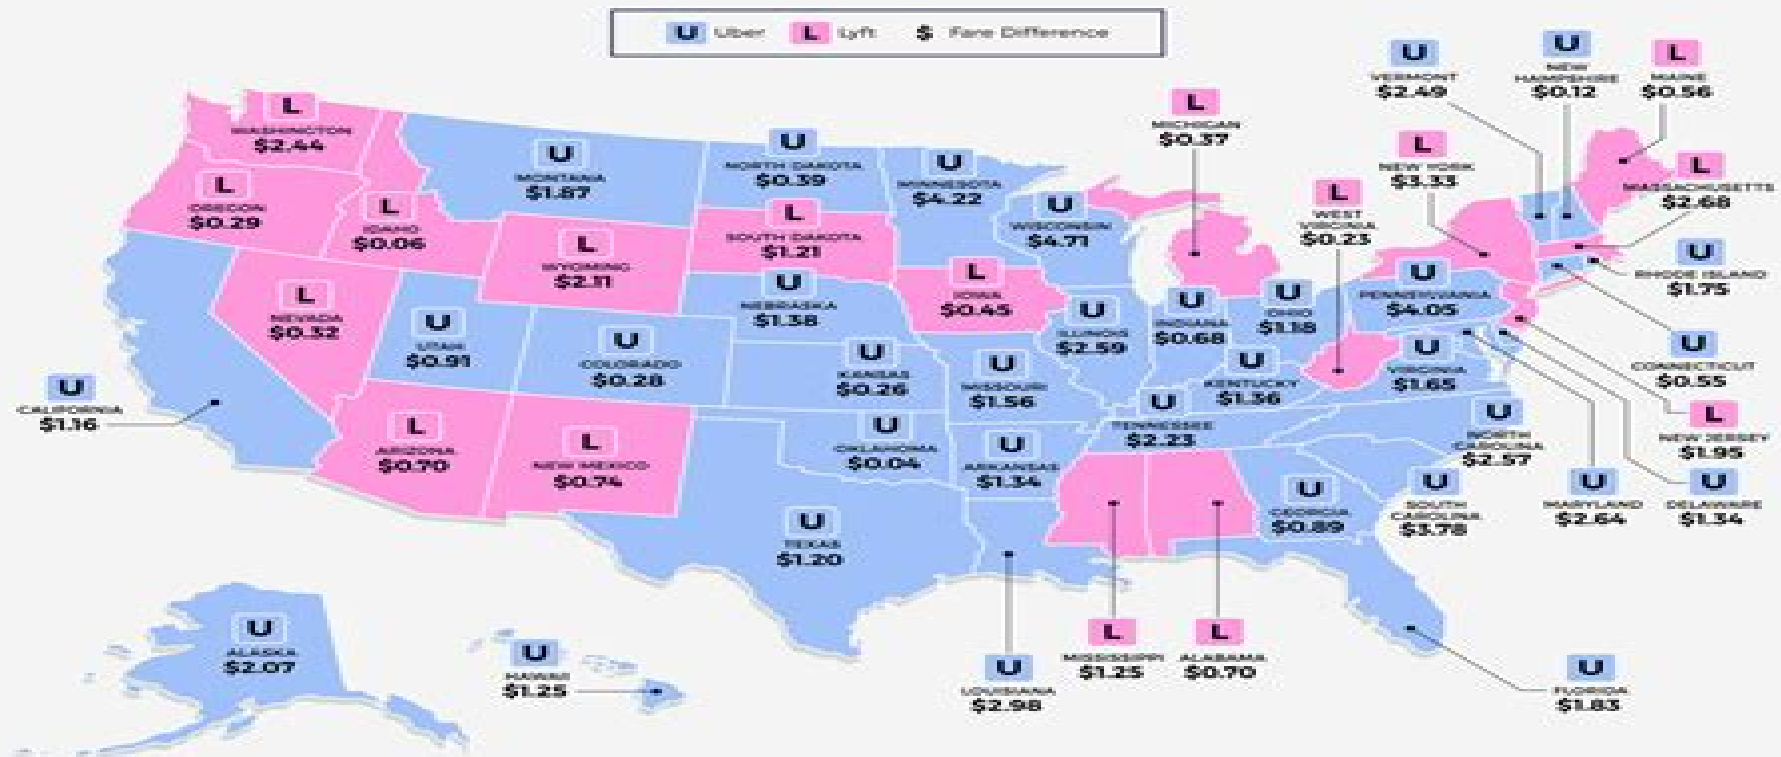 U Uber L Lyft $ Fare Difference
L
WASHINGTON
$2.44
L
OREGON
$0.29
L
IDAHO
$0.06
U
MONTANA
$1.87
U
NORTH DAKOTA
$0.39
U
MINNESOTA
$4.22
U
WISCONSIN
$4.71
L
MICHIGAN
$0.37
U
VERMONT
$2.49
U
NEW
HAMPSHIRE
$0.12
L
MAINE
$0.56
L
NEW YORK
$3.33
L
MASSACHUSETTS
$2.68
L
WEST
VIRGINIA
$0.23
U
RHODE ISLAND
$1.75
L
WYOMING
$2.11
L
SOUTH DAKOTA
$1.21
L
IOWA
$0.45
U
NEBRASKA
$1.38
L
NEVADA
$0.32
U
UTAH
$0.91
U
COLORADO
$0.28
U
KANSAS
$0.26
U
MISSOURI
$1.56
U
ILLINOIS
$2.59
U
INDIANA
$0.68
U
OHIO
$1.18
U
PENNSYLVANIA
$4.05
U
CONNECTICUT
$0.55
U
KENTUCKY
$1.36
U
VIRGINIA
$1.65
U
CALIFORNIA
$1.16
L
ARIZONA
$0.70
L
NEW MEXICO
$0.74
U
OKLAHOMA
$0.04
U
ARKANSAS
$1.34
U
TENNESSEE
$2.23
U
NORTH
CAROLINA
$2.57
L
NEW JERSEY
$1.95
U
TEXAS
$1.20
U
GEORGIA
$0.89
U
SOUTH
CAROLINA
$3.78
U
MARYLAND
$2.64
U
DELAWARE
$1.34
U
ALASKA
$2.07
U
HAWAII
$1.25
U
LOUISIANA
$2.98
L
MISSISSIPPI
$1.25
L
ALABAMA
$0.70
U
FLORIDA
$1.83